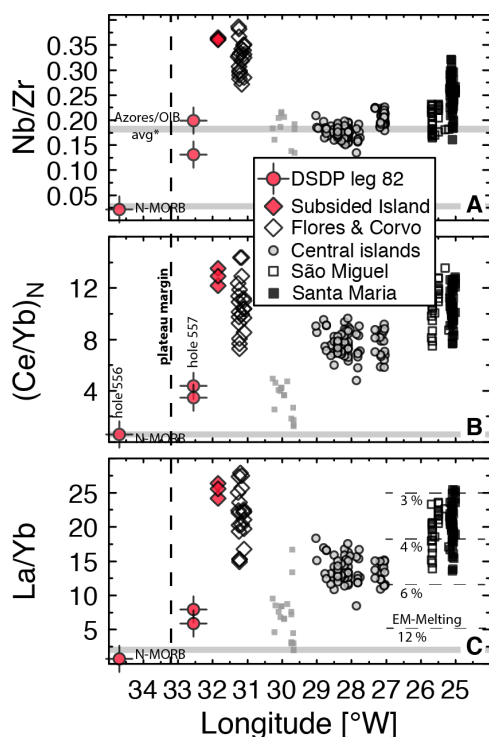 0.35
0.30
0.25
0.20
0.15
0.10
0.05
Nb/Zr
Azores/OIB
avg*
N-MORB
A
DSDP leg 82
Subsided Island
Flores & Corvo
Central islands
São Miguel
Santa Maria
12
8
4
(Ce/Yb)N
hole 556
plateau margin
hole 557
N-MORB
B
25
20
15
10
5
La/Yb
3 %
4 %
6 %
EM-Melting
12 %
N-MORB
C
34 33 32 31 30 29 28 27 26 25
Longitude [°W]